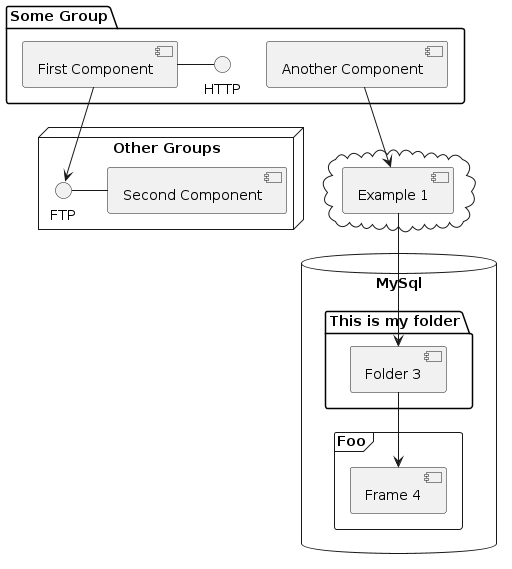 Some Group
First Component
HTTP
Another Component
Other Groups
FTP
Second Component
Example 1
MySql
This is my folder
Folder 3
Foo
Frame 4